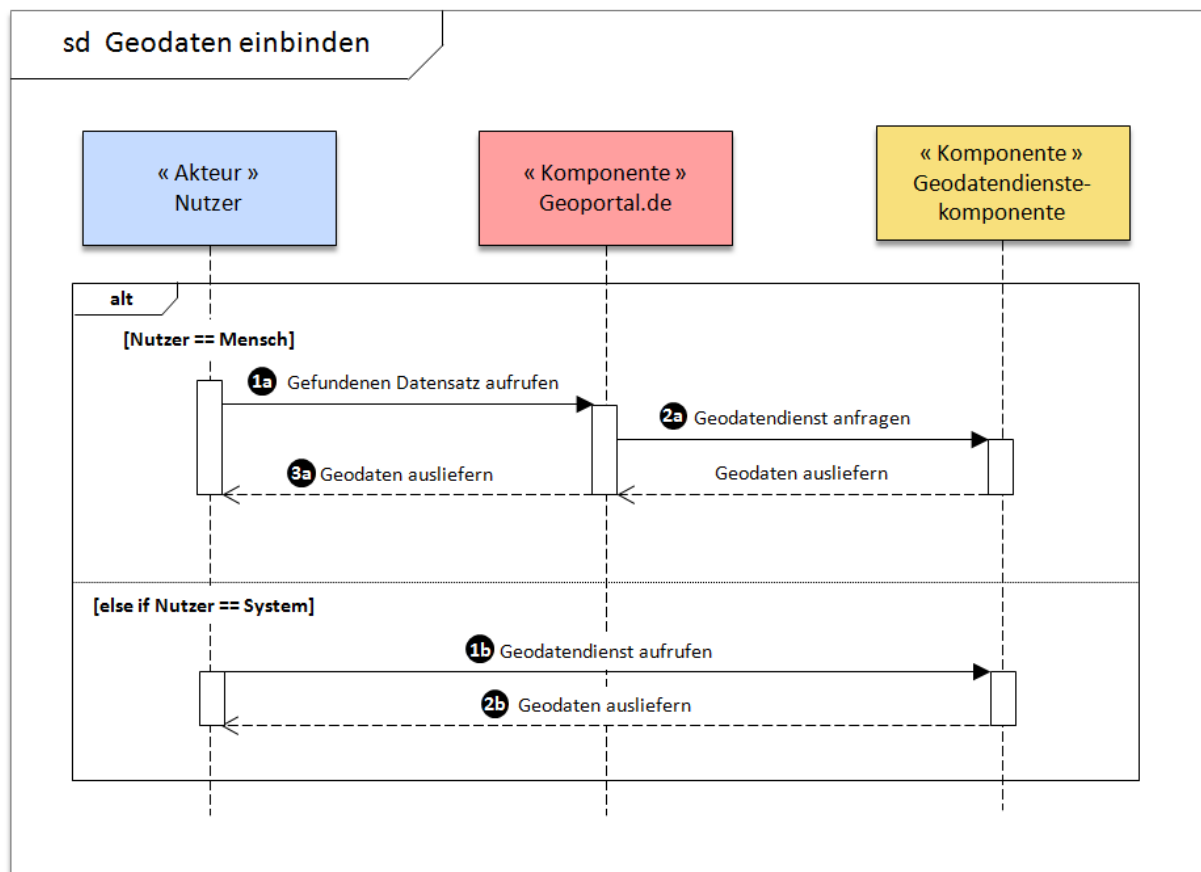 sd Geodaten einbinden
« Akteur »
Nutzer
« Komponente »
Geoportal.de
« Komponente »
Geodatendienste-
komponente
alt
[Nutzer == Mensch]
1a Gefundenen Datensatz aufrufen
2a Geodatendienst anfragen
3a Geodaten ausliefern
Geodaten ausliefern
[else if Nutzer == System]
1b Geodatendienst aufrufen
2b Geodaten ausliefern